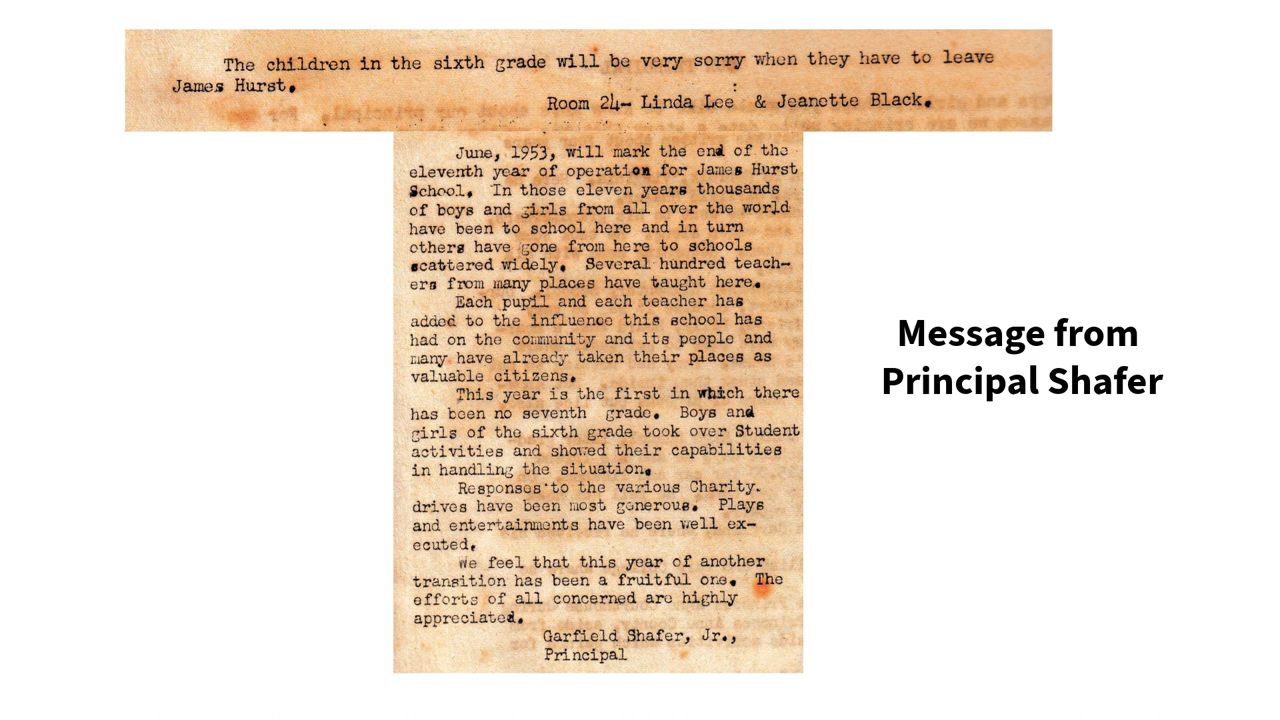 The children in the sixth grade will be very sorry when they have to leave
James Hurst.
Room 24- Linda Lee & Jeanette Black.
June, 1953, will mark the end of the
eleventh year of operation for James Hurst
School. In those eleven years thousands
of boys and girls from all over the world
have been to school here and in turn
others have gone from here to schools
scattered widely. Several hundred teach-
ers from many places have taught here.
Each pupil and each teacher has
added to the influence this school has
had on the community and its people and
many have already taken their places as
valuable citizens.
This year is the first in which there
has been no seventh grade. Boys and
girls of the sixth grade took over Student
activities and showed their capabilities
in handling the situation.
Responses to the various Charity
drives have been most generous. Plays
and entertainments have been well ex-
ecuted.
We feel that this year of another
transition has been a fruitful one. The
efforts of all concerned are highly
appreciated.
Garfield Shafer, Jr.,
Principal
Message from
Principal Shafer